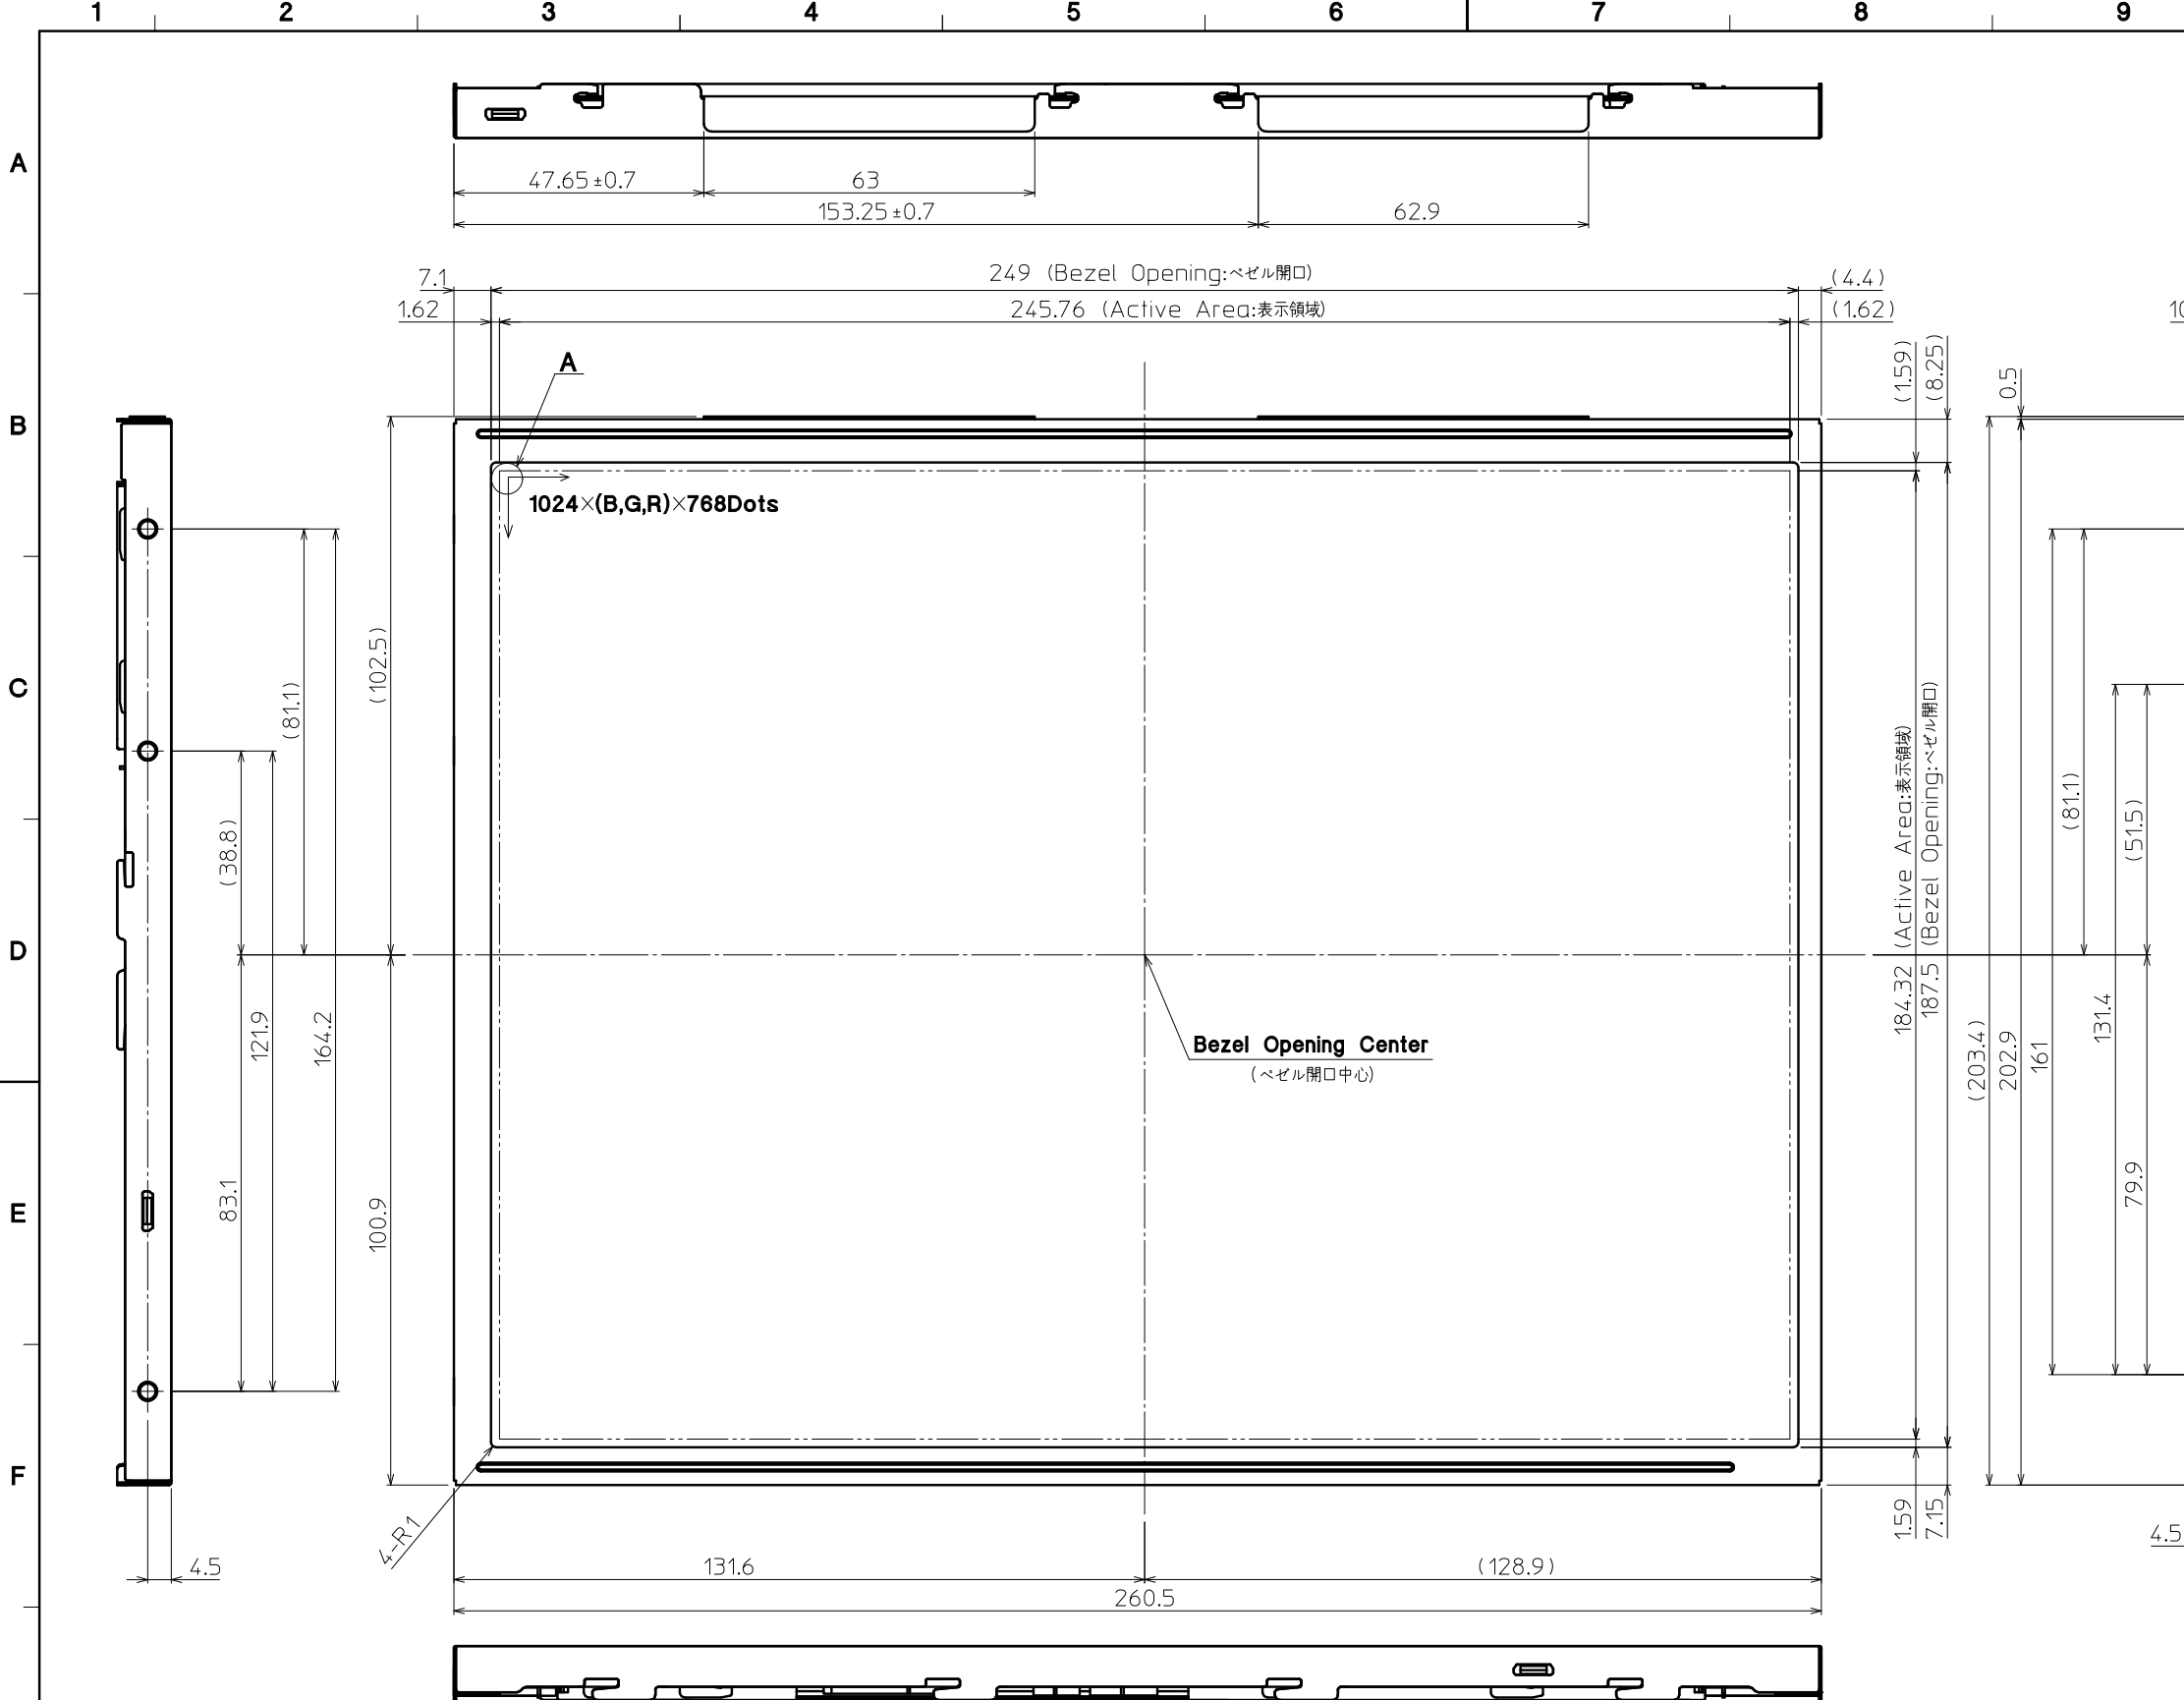 1 2 3 4 5 6 7 8 9
A
47.65±0.7 63
153.25±0.7 62.9
7.1 249 (Bezel Opening:ベゼル開口) (4.4)
1.62 245.76 (Active Area:表示領域) (1.62)
A
(1.59)
(8.25)
0.5
B
1024×(B,G,R)×768Dots
C
(102.5)
(81.1)
(38.8)
121.9
164.2
184.32 (Active Area:表示領域)
187.5 (Bezel Opening:ベゼル開口)
(81.1)
(51.5)
D
Bezel Opening Center
(ベゼル開口中心)
(203.4)
202.9
161
131.4
79.9
E
83.1
100.9
F
4-R1
1.59
7.15
4.5
4.5
131.6 (128.9)
260.5